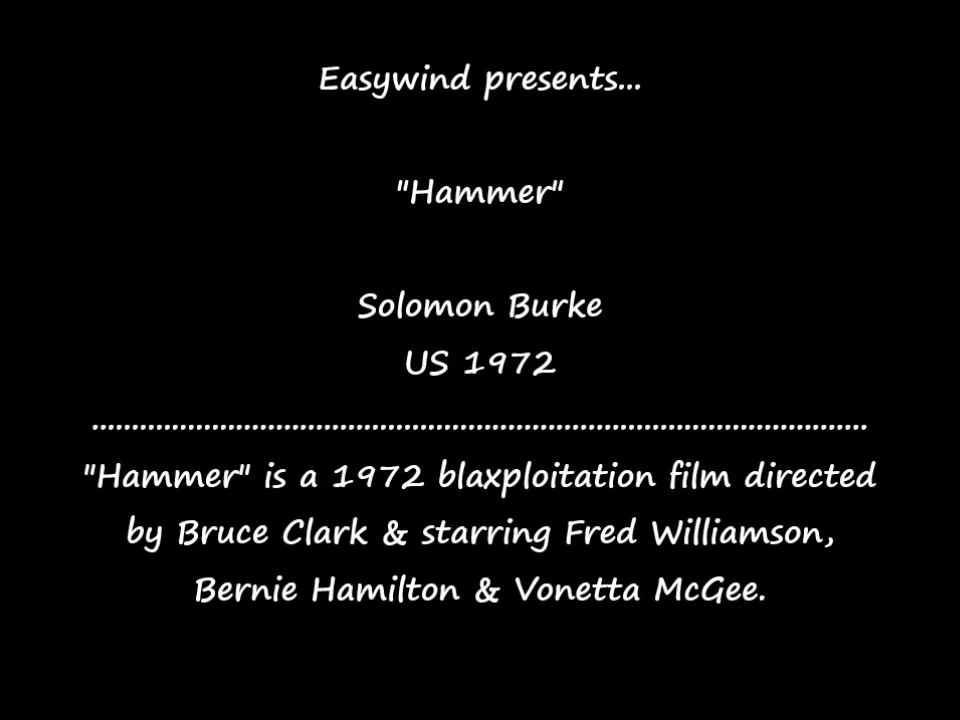 Easywind presents...
"Hammer"
Solomon Burke
US 1972
.................................................................................................
"Hammer" is a 1972 blaxploitation film directed
by Bruce Clark & starring Fred Williamson,
Bernie Hamilton & Vonetta McGee.